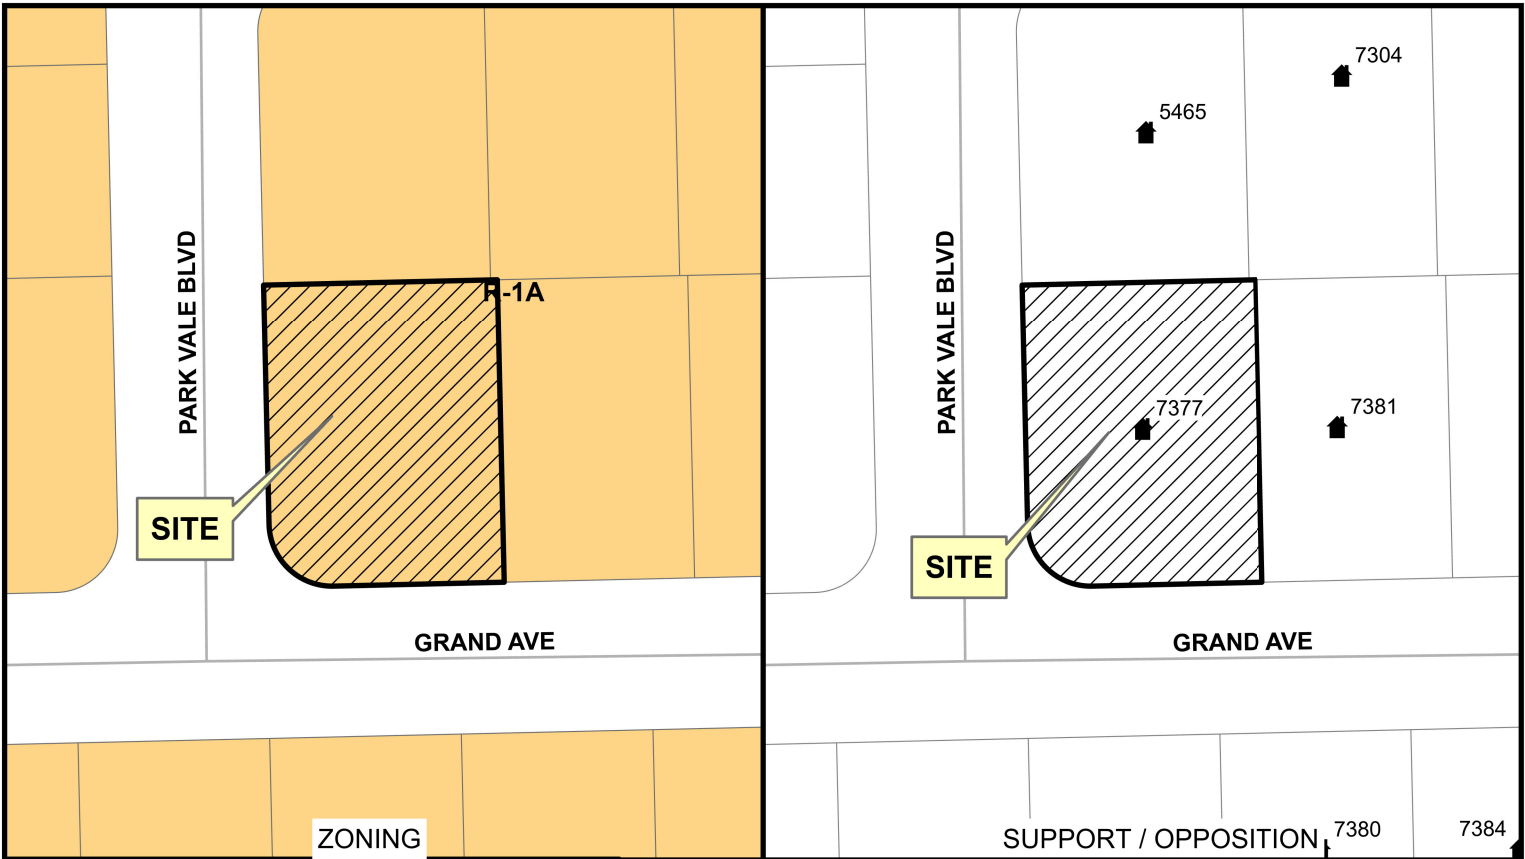 PARK VALE BLVD
R-1A
SITE
GRAND AVE
ZONING
7304
5465
PARK VALE BLVD
7377
7381
SITE
GRAND AVE
SUPPORT / OPPOSITION
7380
7384